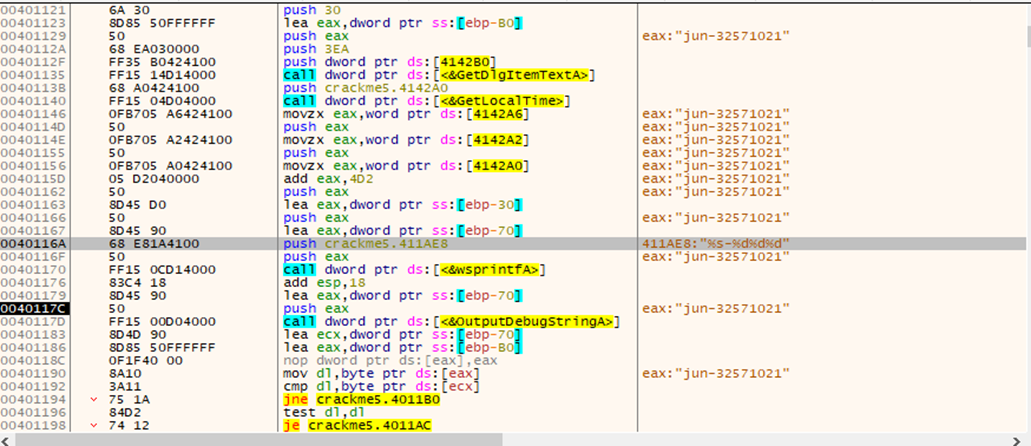 00401121 6A 30 push 30
00401123 8D85 50FFFFFF lea eax,dword ptr ss:[ebp-B0]
00401129 50 push eax eax:"jun-32571021"
0040112A 68 EA030000 push 3EA
0040112F FF35 B0424100 push dword ptr ds:[4142B0]
00401135 FF15 14D14000 call dword ptr ds:[<&GetDlgItemTextA>]
0040113B 68 A0424100 push crackme5.4142A0
00401140 FF15 04D04000 call dword ptr ds:[<&GetLocalTime>]
00401146 0FB705 A6424100 movzx eax,word ptr ds:[4142A6] eax:"jun-32571021"
0040114D 50 push eax eax:"jun-32571021"
0040114E 0FB705 A2424100 movzx eax,word ptr ds:[4142A2] eax:"jun-32571021"
00401155 50 push eax eax:"jun-32571021"
00401156 0FB705 A0424100 movzx eax,word ptr ds:[4142A0] eax:"jun-32571021"
0040115D 05 D2040000 add eax,4D2 eax:"jun-32571021"
00401162 50 push eax eax:"jun-32571021"
00401163 8D45 D0 lea eax,dword ptr ss:[ebp-30]
00401166 50 push eax eax:"jun-32571021"
00401167 8D45 90 lea eax,dword ptr ss:[ebp-70]
0040116A 68 E81A4100 push crackme5.411AE8 411AE8:"%s-%d%d%d"
0040116F 50 push eax eax:"jun-32571021"
00401170 FF15 0CD14000 call dword ptr ds:[<&wsprintfA>]
00401176 83C4 18 add esp,18
00401179 8D45 90 lea eax,dword ptr ss:[ebp-70]
0040117C 50 push eax eax:"jun-32571021"
0040117D FF15 00D04000 call dword ptr ds:[<&OutputDebugStringA>]
00401183 8D4D 90 lea ecx,dword ptr ss:[ebp-70]
00401186 8D85 50FFFFFF lea eax,dword ptr ss:[ebp-B0]
0040118C 0F1F40 00 nop dword ptr ds:[eax],eax
00401190 8A10 mov dl,byte ptr ds:[eax] eax:"jun-32571021"
00401192 3A11 cmp dl,byte ptr ds:[ecx]
00401194 75 1A jne crackme5.4011B0
00401196 84D2 test dl,dl
00401198 74 12 je crackme5.4011AC